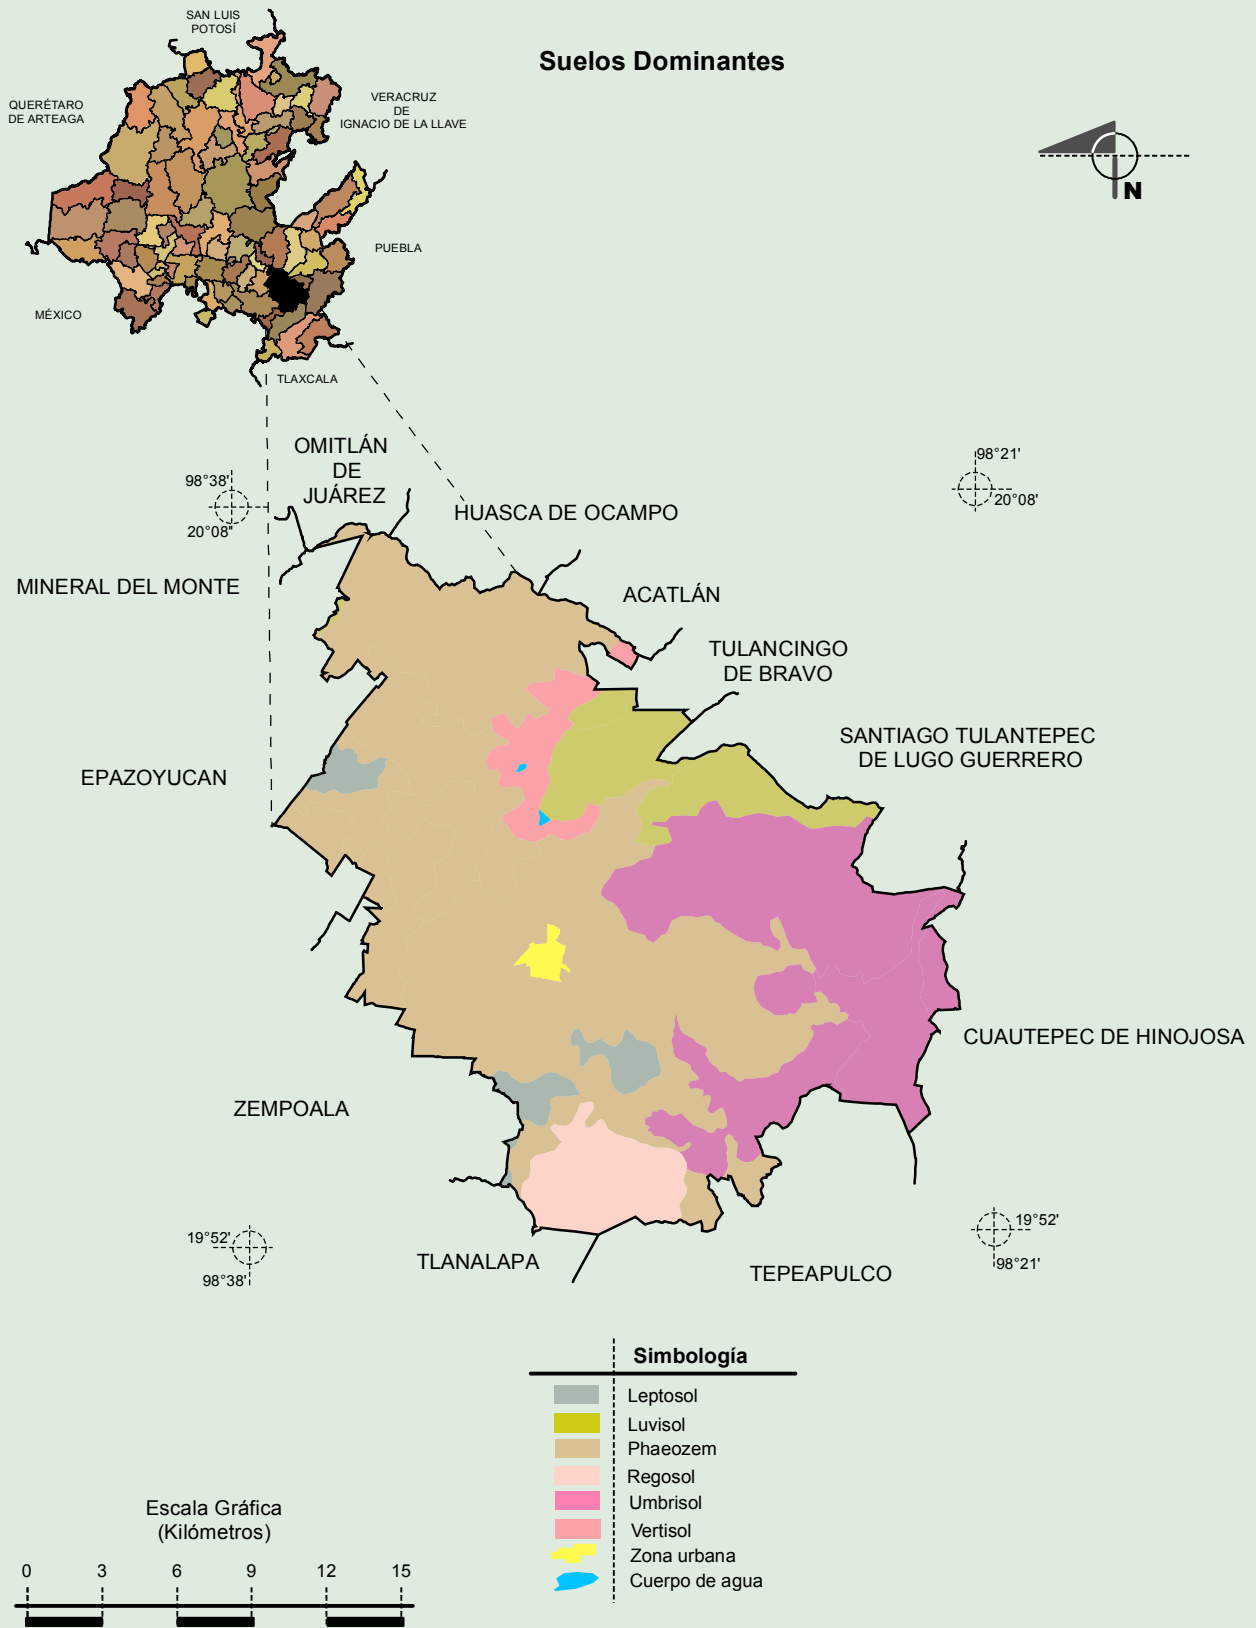 SAN LUIS
POTOSÍ
Suelos Dominantes
QUERÉTARO
DE ARTEAGA
VERACRUZ
DE
IGNACIO DE LA LLAVE
N
PUEBLA
MÉXICO
TLAXCALA
OMITLÁN
DE
JUÁREZ
98°38'
20°08'
98°21'
20°08'
HUASCA DE OCAMPO
MINERAL DEL MONTE
ACATLÁN
TULANCINGO
DE BRAVO
SANTIAGO TULANTEPEC
DE LUGO GUERRERO
EPAZOYUCAN
CUAUTEPEC DE HINOJOSA
ZEMPOALA
19°52'
98°38'
TLANALAPA
TEPEAPULCO
19°52'
98°21'
Simbología
Leptosol
Luvisol
Phaeozem
Regosol
Umbrisol
Vertisol
Zona urbana
Cuerpo de agua
Escala Gráfica
(Kilómetros)
0 3 6 9 12 15